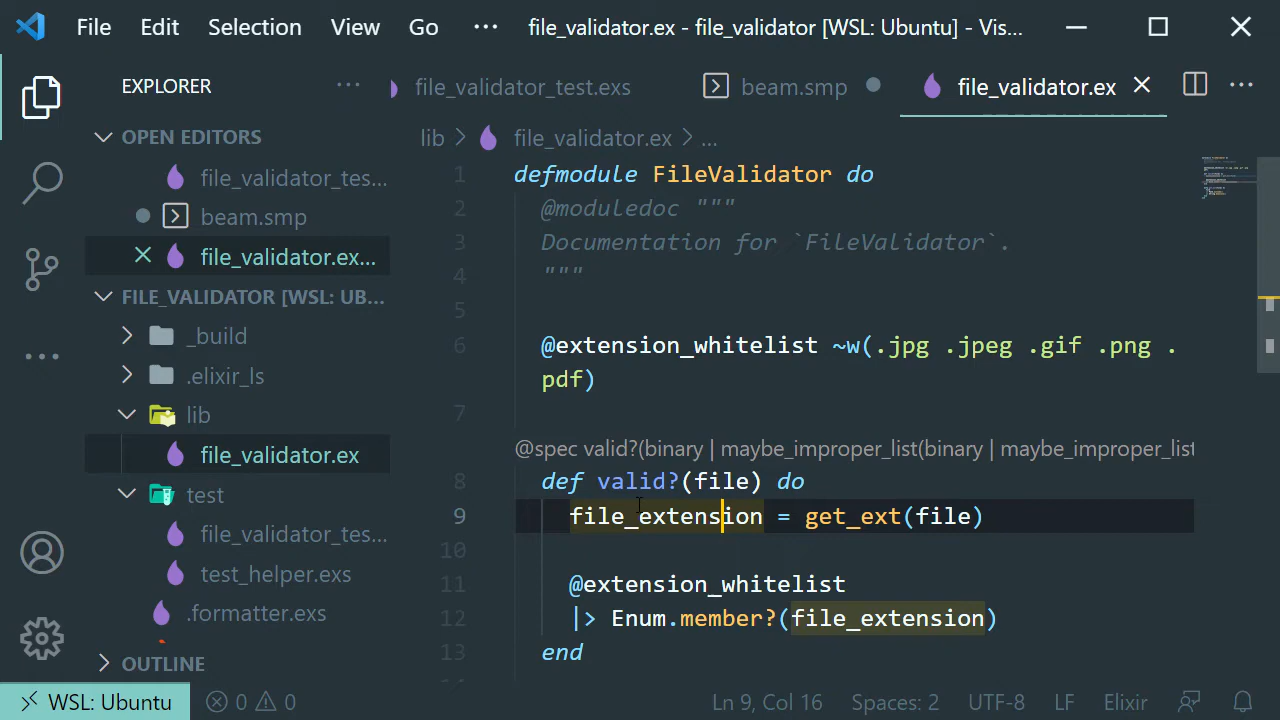 File Edit Selection View Go ··· file_validator.ex - file_validator [WSL: Ubuntu] - Vis...
EXPLORER ···
file_validator_test.exs beam.smp file_validator.ex ···
OPEN EDITORS
file_validator_tes...
beam.smp
file_validator.ex...
FILE_VALIDATOR [WSL: UB...
_build
.elixir_ls
lib
file_validator.ex
test
file_validator_tes...
test_helper.exs
.formatter.exs
OUTLINE
lib > file_validator.ex > ...
1 defmodule FileValidator do
2 @moduledoc """
3 Documentation for `FileValidator`.
4 """
5
6 @extension_whitelist ~w(.jpg .jpeg .gif .png .
pdf)
7
@spec valid?(binary | maybe_improper_list(binary | maybe_improper_list
8 def valid?(file) do
9 file_extension = get_ext(file)
10
11 @extension_whitelist
12 |> Enum.member?(file_extension)
13 end
WSL: Ubuntu 0 0 Ln 9, Col 16 Spaces: 2 UTF-8 LF Elixir